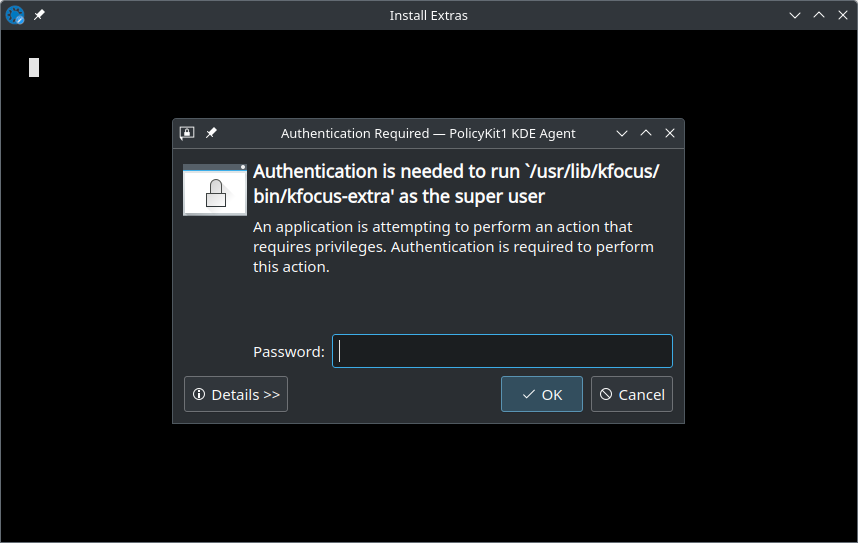 Install Extras
Authentication Required — PolicyKit1 KDE Agent
Authentication is needed to run `/usr/lib/kfocus/
bin/kfocus-extra' as the super user
An application is attempting to perform an action that
requires privileges. Authentication is required to perform
this action.
Password:
Details >>
OK
Cancel